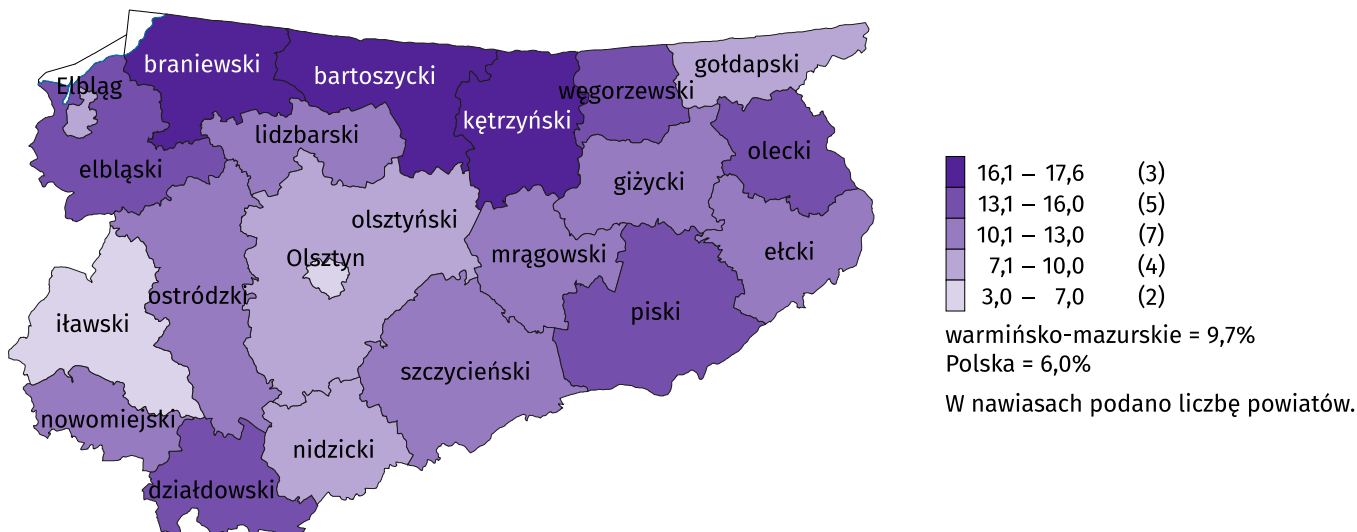 braniewski
bartoszycki
gołdapski
Elbląg
węgorzewski
kętrzyński
lidzbarski
olecki
elbląski
giżycki
olsztyński
mrągowski
ełcki
Olsztyn
ostródzki
iławski
piski
szczycieński
nowomiejski
nidzicki
działdowski
16,1 – 17,6 (3)
13,1 – 16,0 (5)
10,1 – 13,0 (7)
7,1 – 10,0 (4)
3,0 – 7,0 (2)
warmińsko-mazurskie = 9,7%
Polska = 6,0%
W nawiasach podano liczbę powiatów.